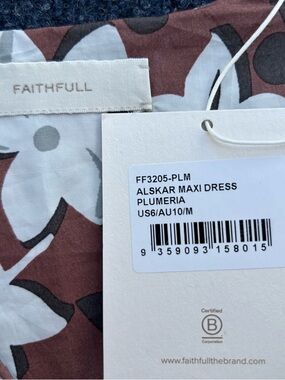 FAITHFULL
FF3205-PLM
ALSKAR MAXI DRESS
PLUMERIA
US6/AU10/M
9 359093 158015
Certified
B
Corporation
www.faithfullthebrand.com